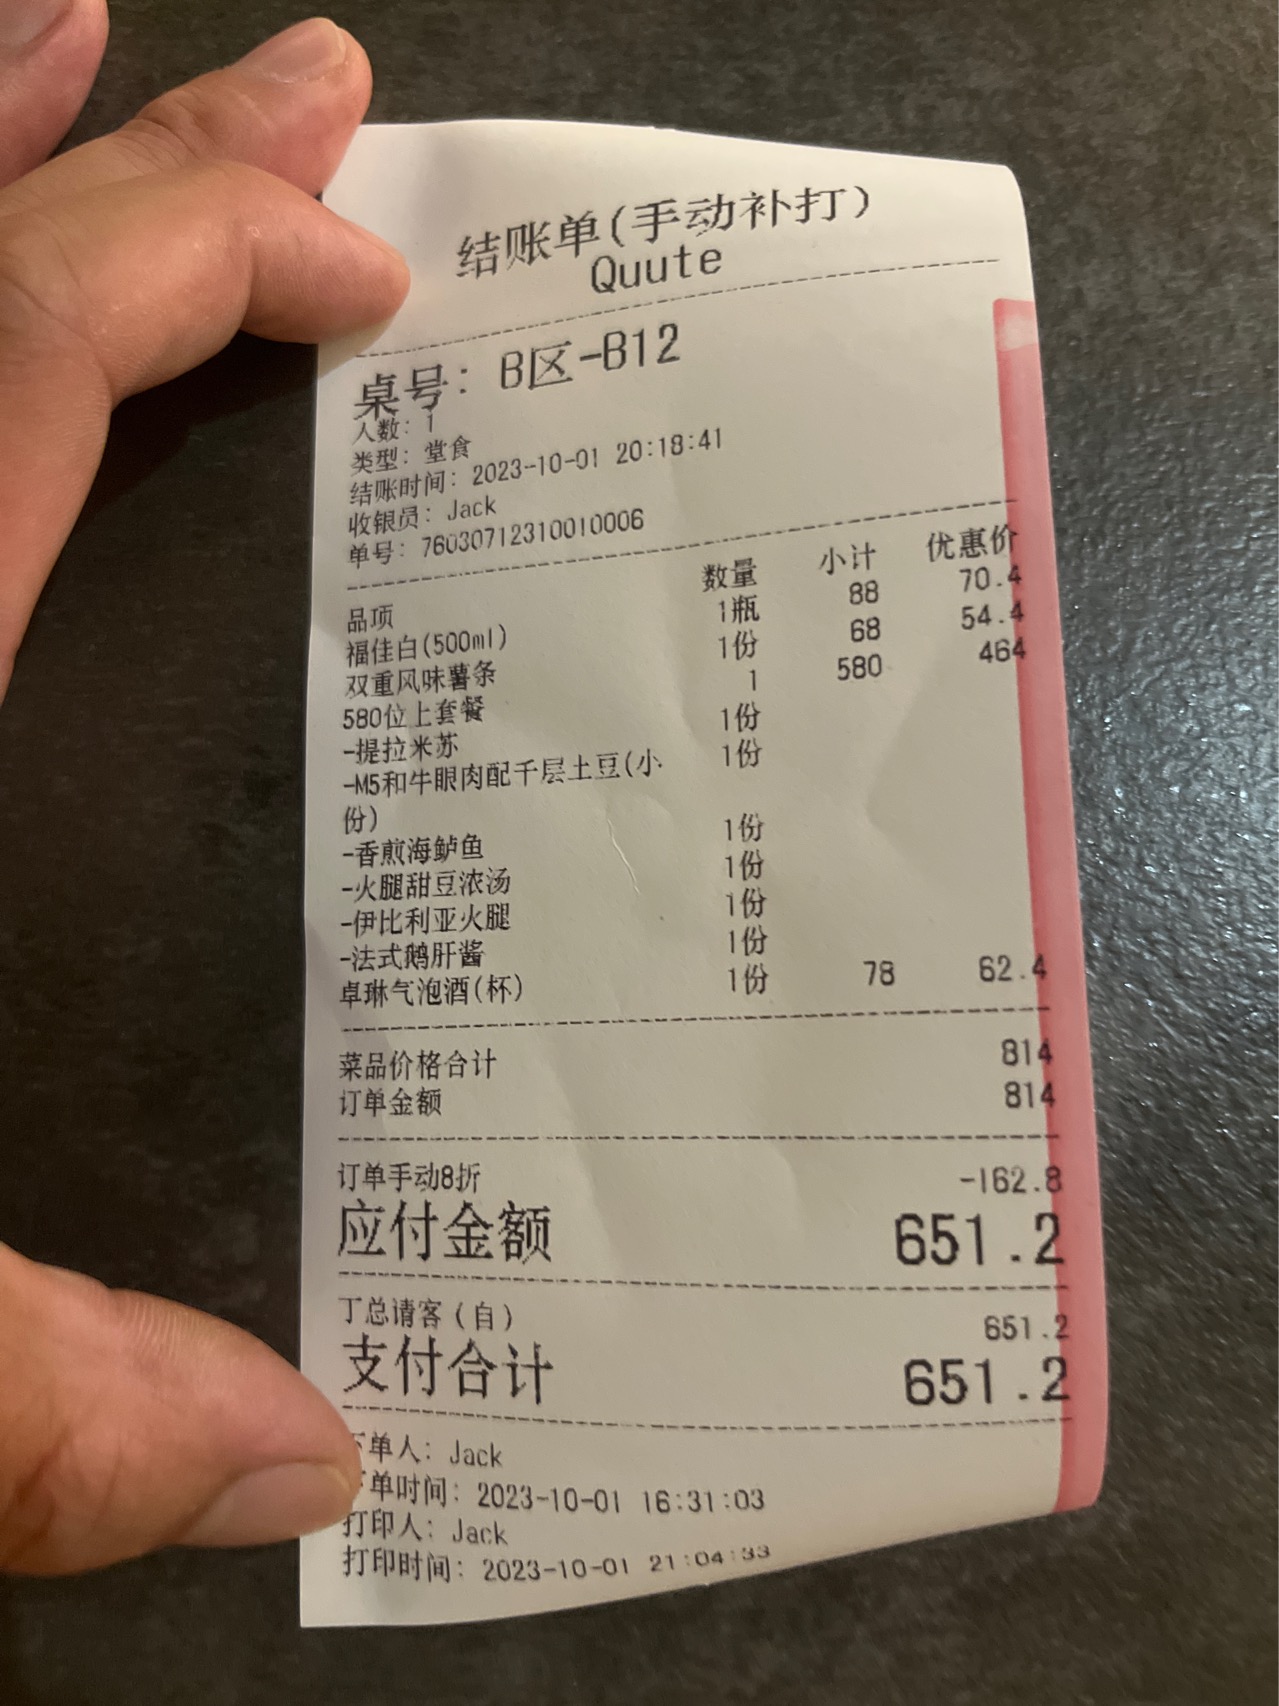 结账单(手动补打)
Quute
桌号: B区-B12
人数: 1
类型: 堂食
结账时间: 2023-10-01 20:18:41
收银员: Jack
单号: 76030712310010006
品项 数量 小计 优惠价
福佳白(500ml) 1瓶 88 70.4
双重风味薯条 1份 68 54.4
580位上套餐 1 580 464
-提拉米苏 1份
-M5和牛眼肉配千层土豆(小 1份
份)
-香煎海鲈鱼 1份
-火腿甜豆浓汤 1份
-伊比利亚火腿 1份
-法式鹅肝酱 1份
卓琳气泡酒(杯) 1份 78 62.4
菜品价格合计 814
订单金额 814
订单手动8折 -162.8
应付金额 651.2
丁总请客(自) 651.2
支付合计 651.2
下单人: Jack
下单时间: 2023-10-01 16:31:03
打印人: Jack
打印时间: 2023-10-01 21:04:33